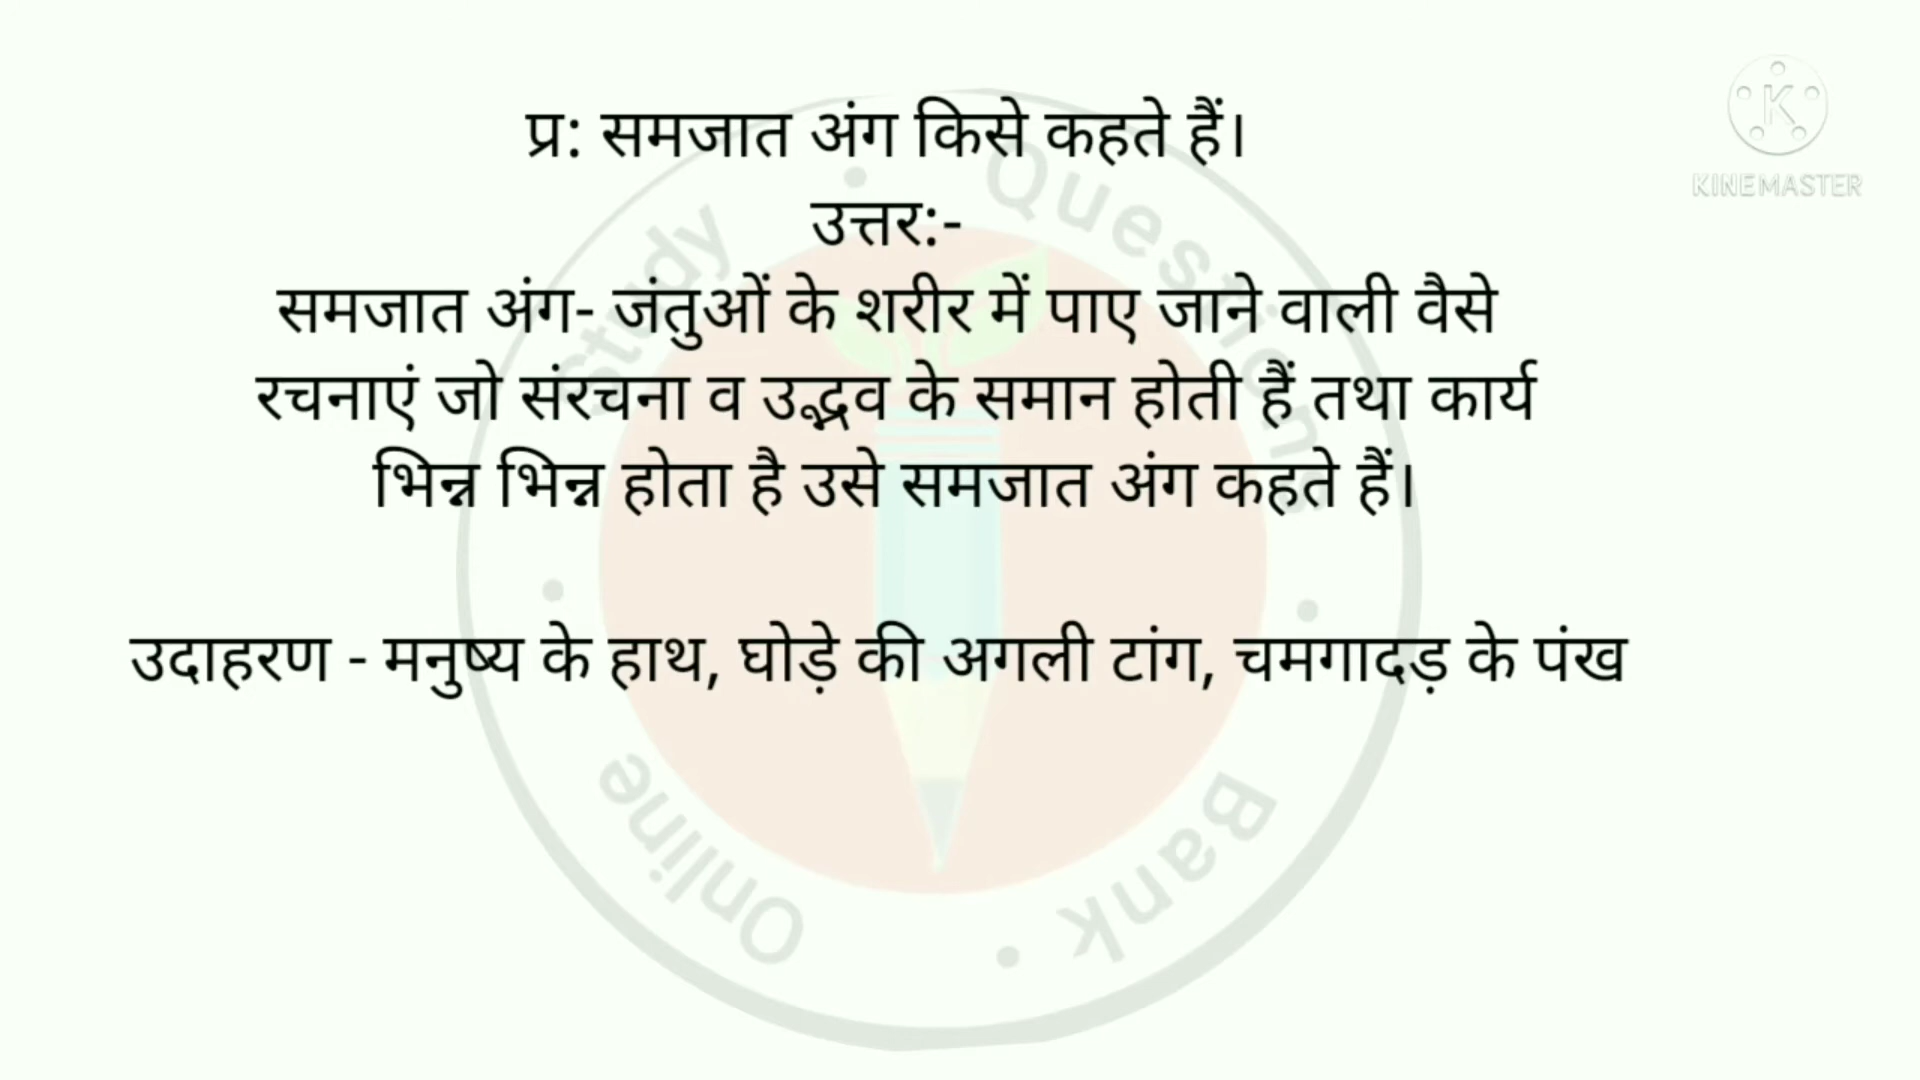 प्र: समजात अंग किसे कहते हैं।
उत्तर:-
समजात अंग- जंतुओं के शरीर में पाए जाने वाली वैसे
रचनाएं जो संरचना व उद्भव के समान होती हैं तथा कार्य
भिन्न भिन्न होता है उसे समजात अंग कहते हैं।
उदाहरण - मनुष्य के हाथ, घोड़े की अगली टांग, चमगादड़ के पंख
K
KINEMASTER
Online Study Questions Bank